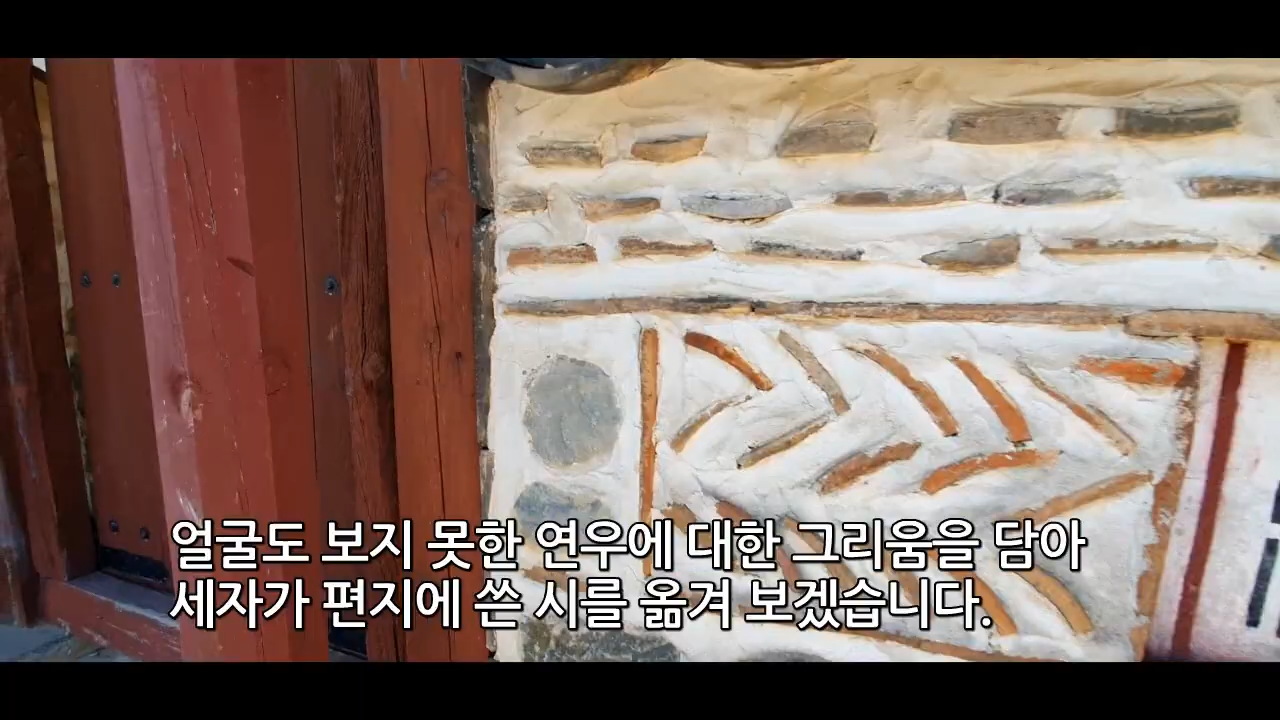 얼굴도 보지 못한 연우에 대한 그리움을 담아
세자가 편지에 쓴 시를 옮겨 보겠습니다.